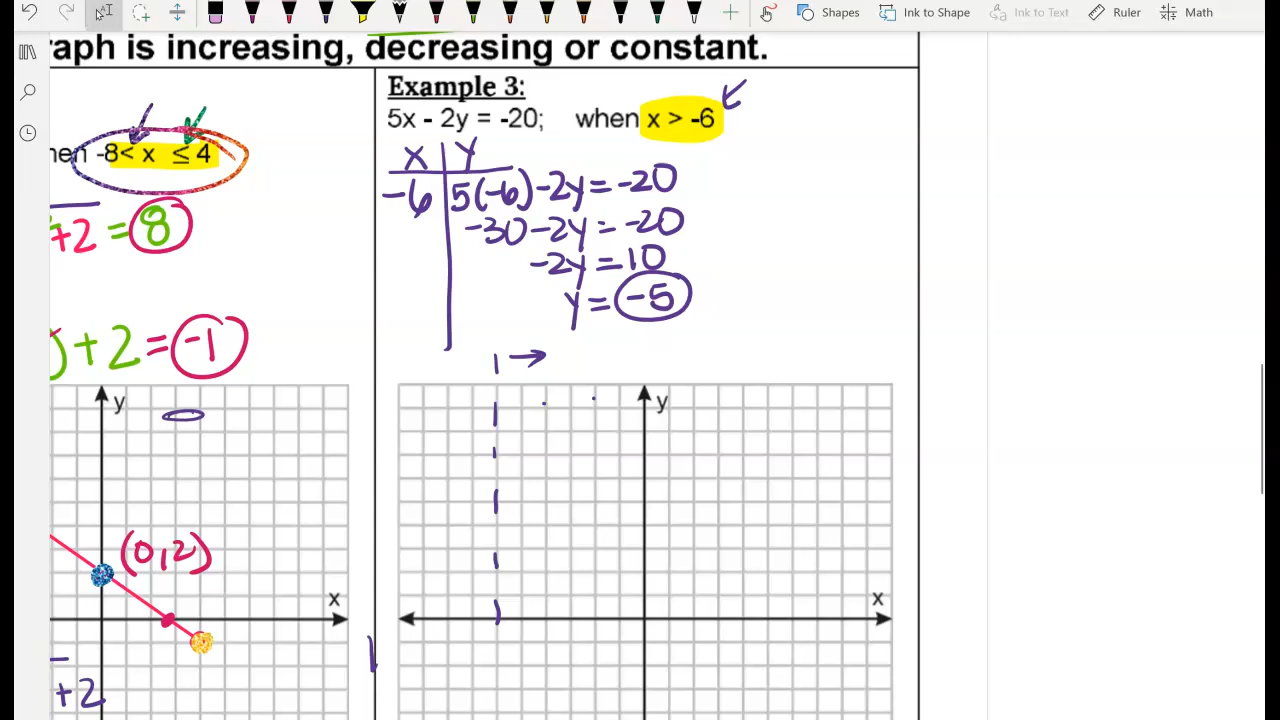 Shapes Ink to Shape Ink to Text Ruler Math
raph is increasing, decreasing or constant.
hen -8 < x ≤ 4
+2 = 8
) + 2 = -1
y
(0,2)
x
+2
Example 3:
5x - 2y = -20; when x > -6
x y
-6 5(-6) -2y = -20
-30 -2y = -20
-2y = 10
y = -5
y
x